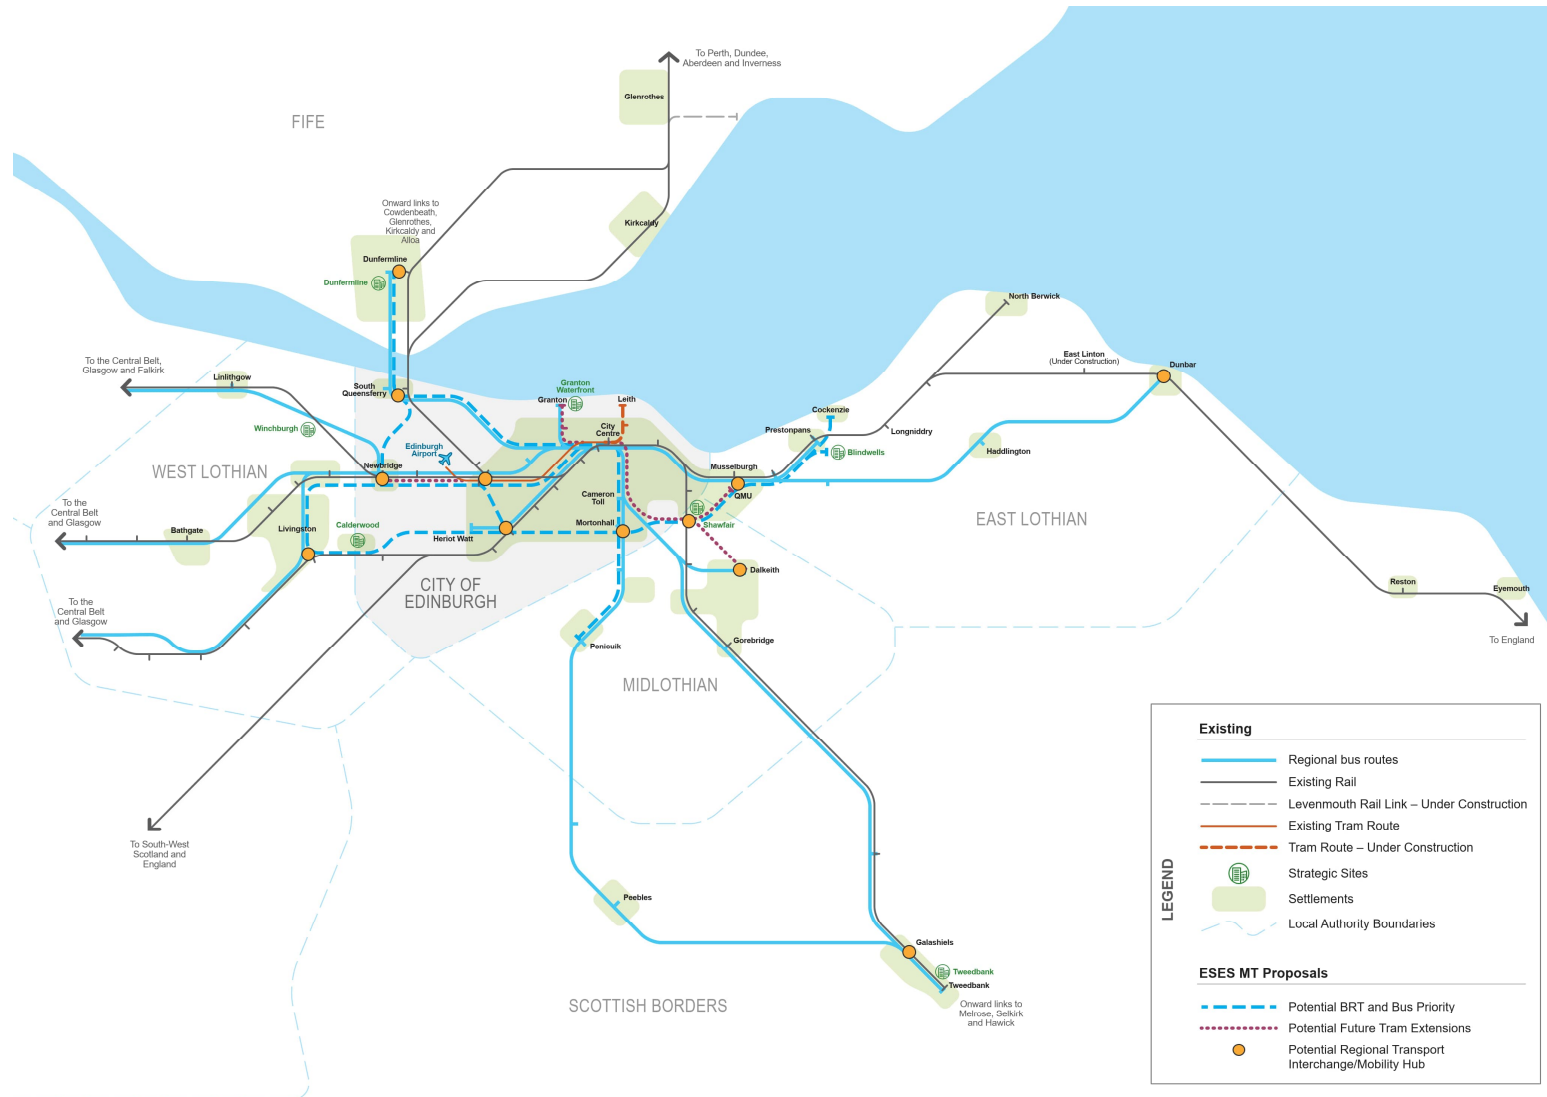 To Perth, Dundee,
Aberdeen and Inverness
Glenrothes
FIFE
Onward links to
Cowdenbeath,
Glenrothes,
Kirkcaldy and
Alloa
Kirkcaldy
Dunfermline
Dunfermline
North Berwick
To the Central Belt,
Glasgow and Falkirk
Linlithgow
South
Queensferry
Granton
Waterfront
Granton
Leith
East Linton
(Under Construction)
Dunbar
Winchburgh
City
Centre
Cockenzie
Prestonpans
Longniddry
Edinburgh
Airport
Blindwells
Haddlington
WEST LOTHIAN
Newbridge
Musselburgh
QMU
To the
Central Belt
and Glasgow
Bathgate
Livingston
Calderwood
Heriot Watt
Cameron
Toll
Mortonhall
Shawfair
EAST LOTHIAN
Dalkeith
CITY OF
EDINBURGH
Reston
Eyemouth
To England
To the
Central Belt
and Glasgow
Penicuik
Gorebridge
MIDLOTHIAN
To South-West
Scotland and
England
Peebles
Galashiels
Tweedbank
Tweedbank
Onward links to
Melrose, Selkirk
and Hawick
SCOTTISH BORDERS
LEGEND
Existing
Regional bus routes
Existing Rail
Levenmouth Rail Link – Under Construction
Existing Tram Route
Tram Route – Under Construction
Strategic Sites
Settlements
Local Authority Boundaries
ESES MT Proposals
Potential BRT and Bus Priority
Potential Future Tram Extensions
Potential Regional Transport
Interchange/Mobility Hub